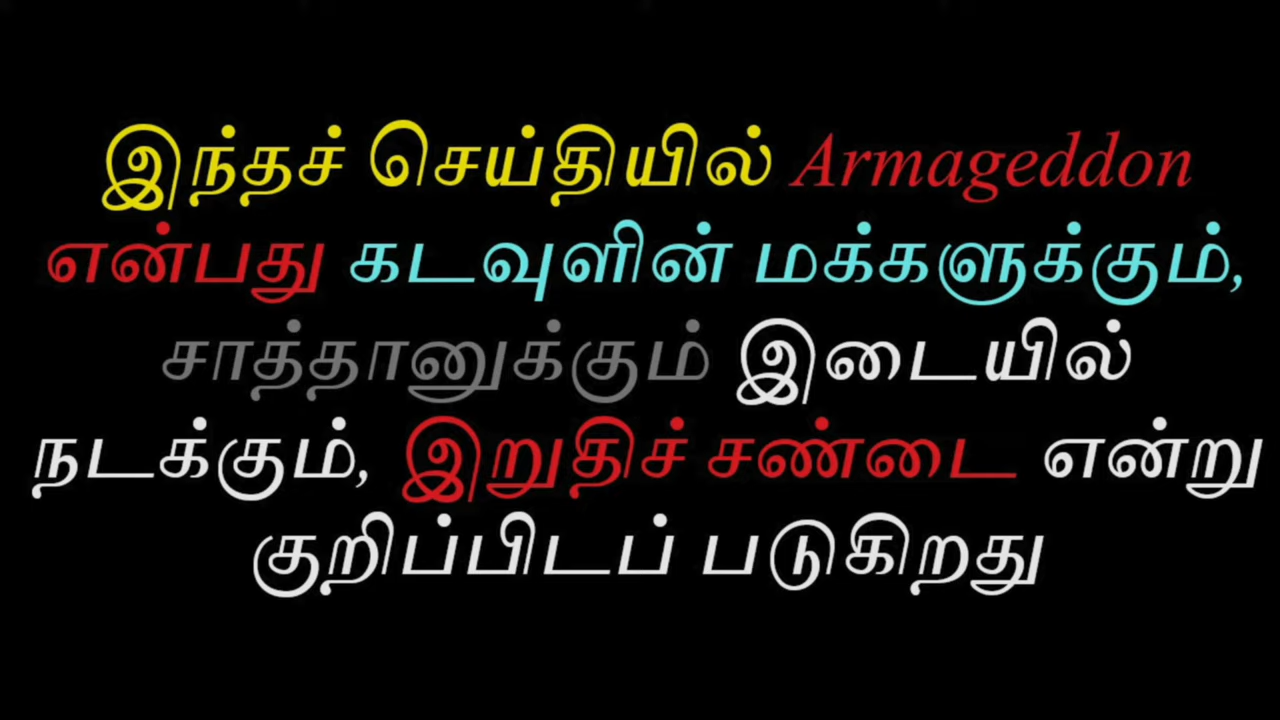 இந்தச் செய்தியில் Armageddon
என்பது கடவுளின் மக்களுக்கும்,
சாத்தானுக்கும் இடையில்
நடக்கும், இறுதிச் சண்டை என்று
குறிப்பிடப் படுகிறது